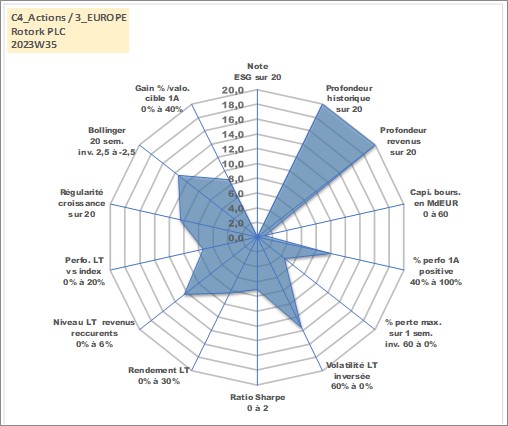 C4_Actions / 3_EUROPE
Rotork PLC
2023W35
Note
ESG sur 20
Profondeur
historique
sur 20
Profondeur
revenus
sur 20
Capi. bours.
en MdEUR
0 à 60
% perfo 1A
positive
40% à 100%
% perte max.
sur 1 sem.
inv. 60 à 0%
Volatilité LT
inversée
60% à 0%
Ratio Sharpe
0 à 2
Rendement LT
0% à 30%
Niveau LT revenus
reccurents
0% à 6%
Perfo. LT
vs index
0% à 20%
Régularité
croissance
sur 20
Bollinger
20 sem.
inv. 2,5 à -2,5
Gain % /valo.
cible 1A
0% à 40%
20,0
18,0
16,0
14,0
12,0
10,0
8,0
6,0
4,0
2,0
0,0